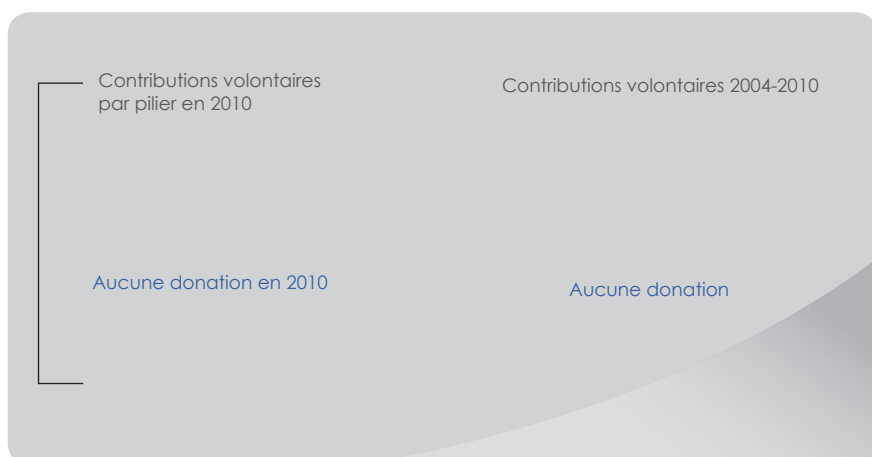 Contributions volontaires
par pilier en 2010
Contributions volontaires 2004-2010
Aucune donation en 2010
Aucune donation